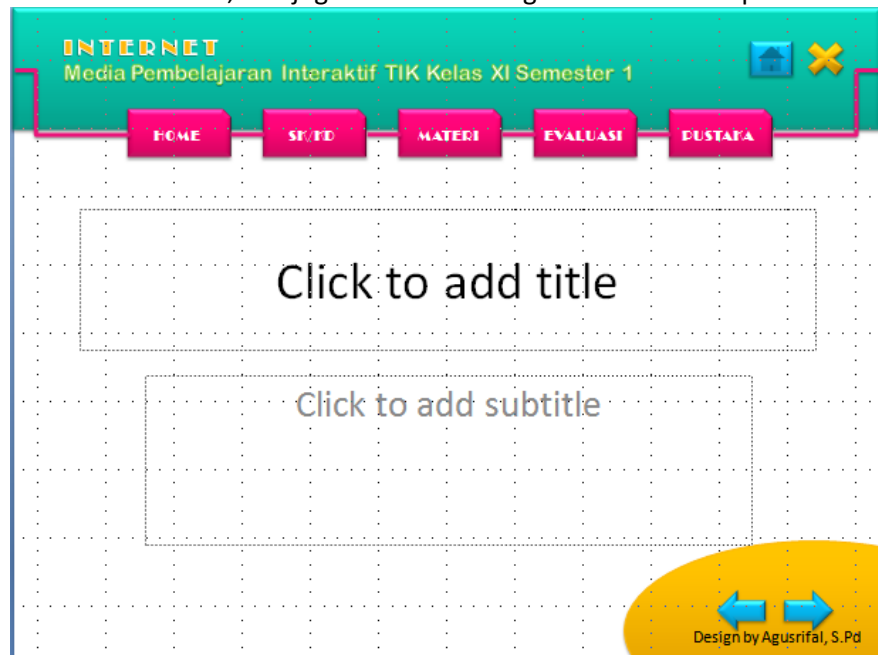 INTERNET
Media Pembelajaran Interaktif TIK Kelas XI Semester 1
HOME
SK/KD
MATERI
EVALUASI
PUSTAKA
Click to add title
Click to add subtitle
Design by Agusrifal, S.Pd